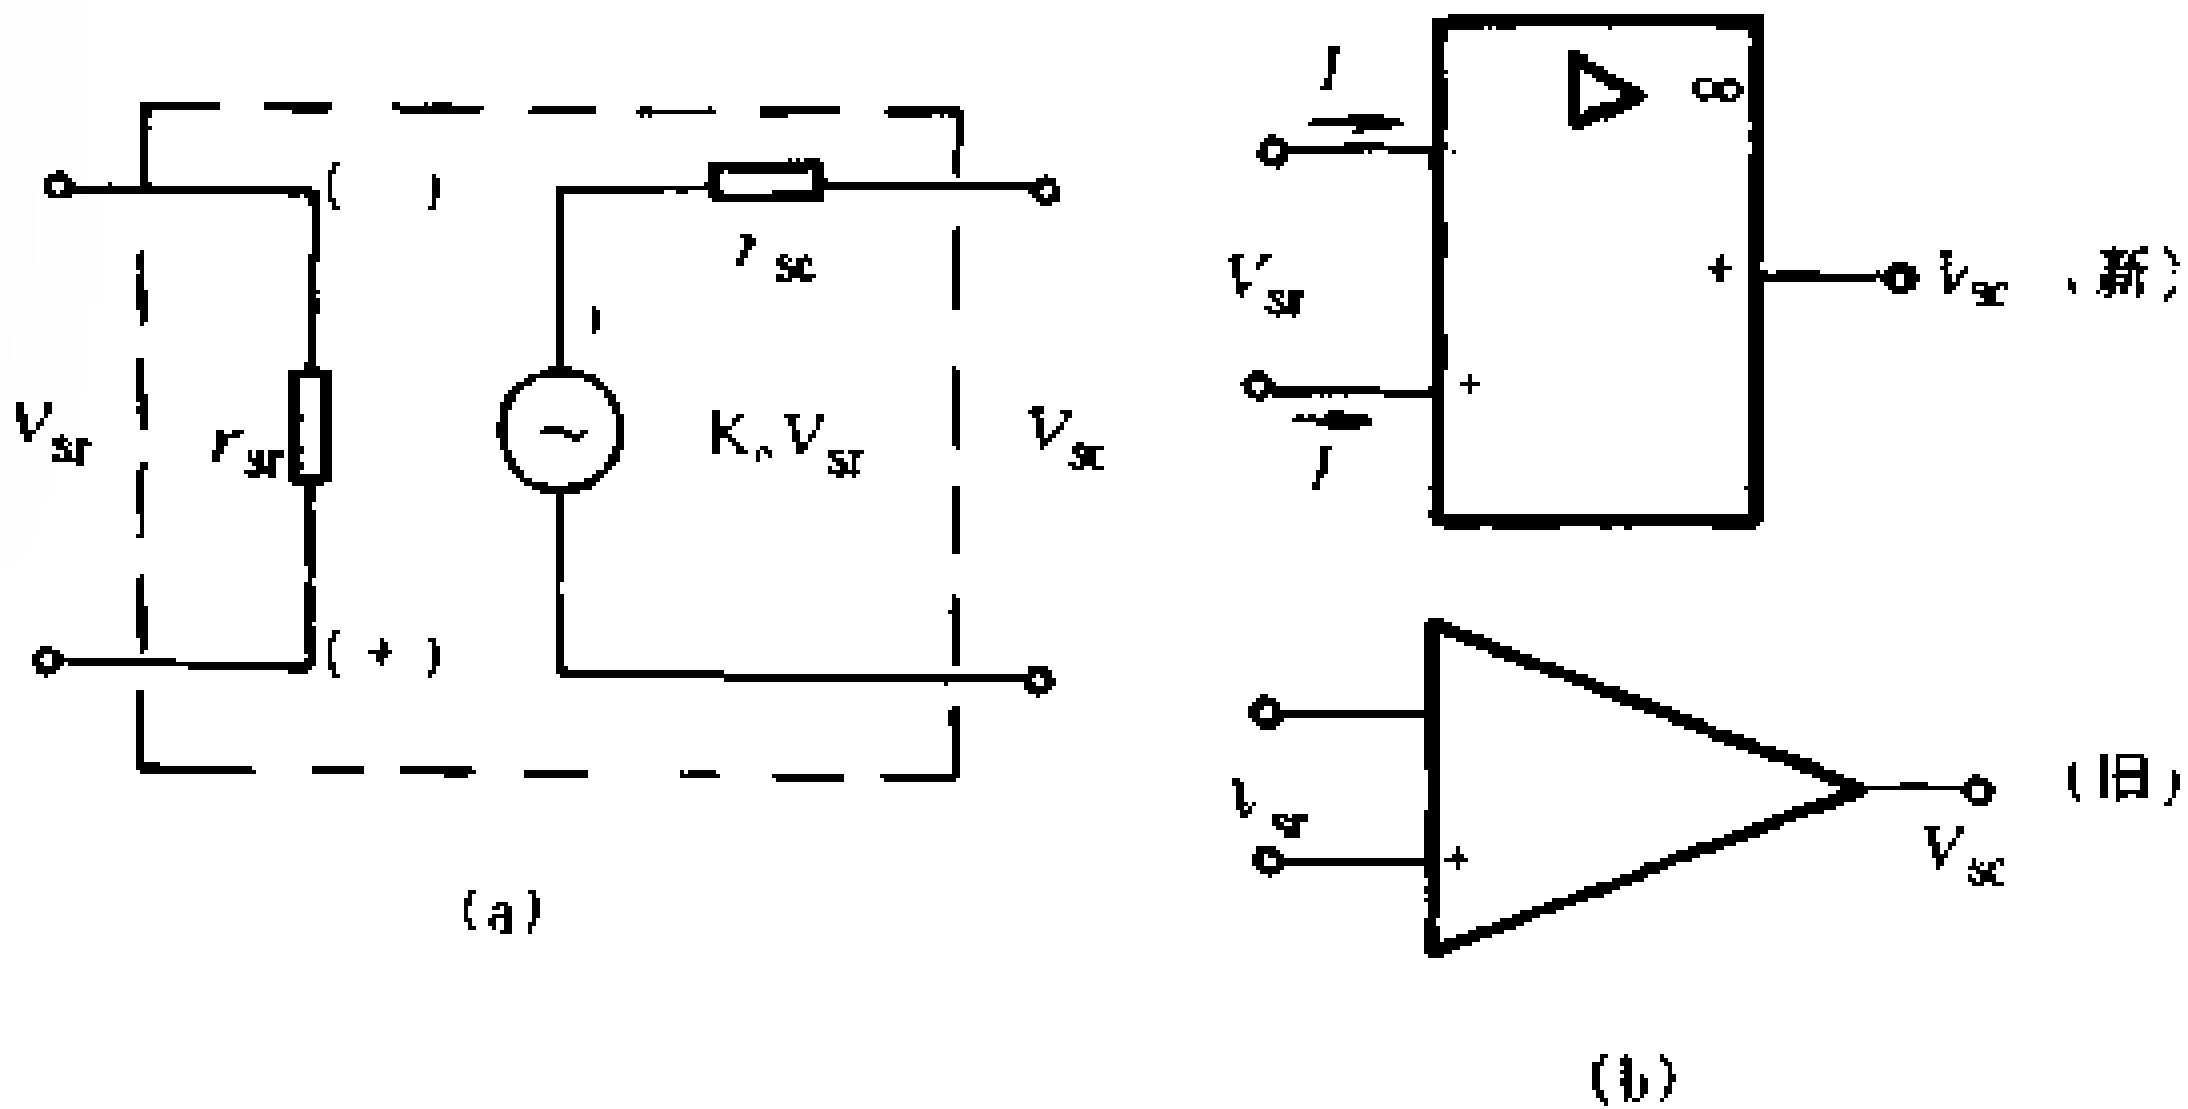 ( )
r sc
V sr
r sr
K V sr
V sc
( + )
(a)
I
▷ ∞
V sr
+
V sc (新)
+
I
(旧)
V sr
+
V sc
(b)